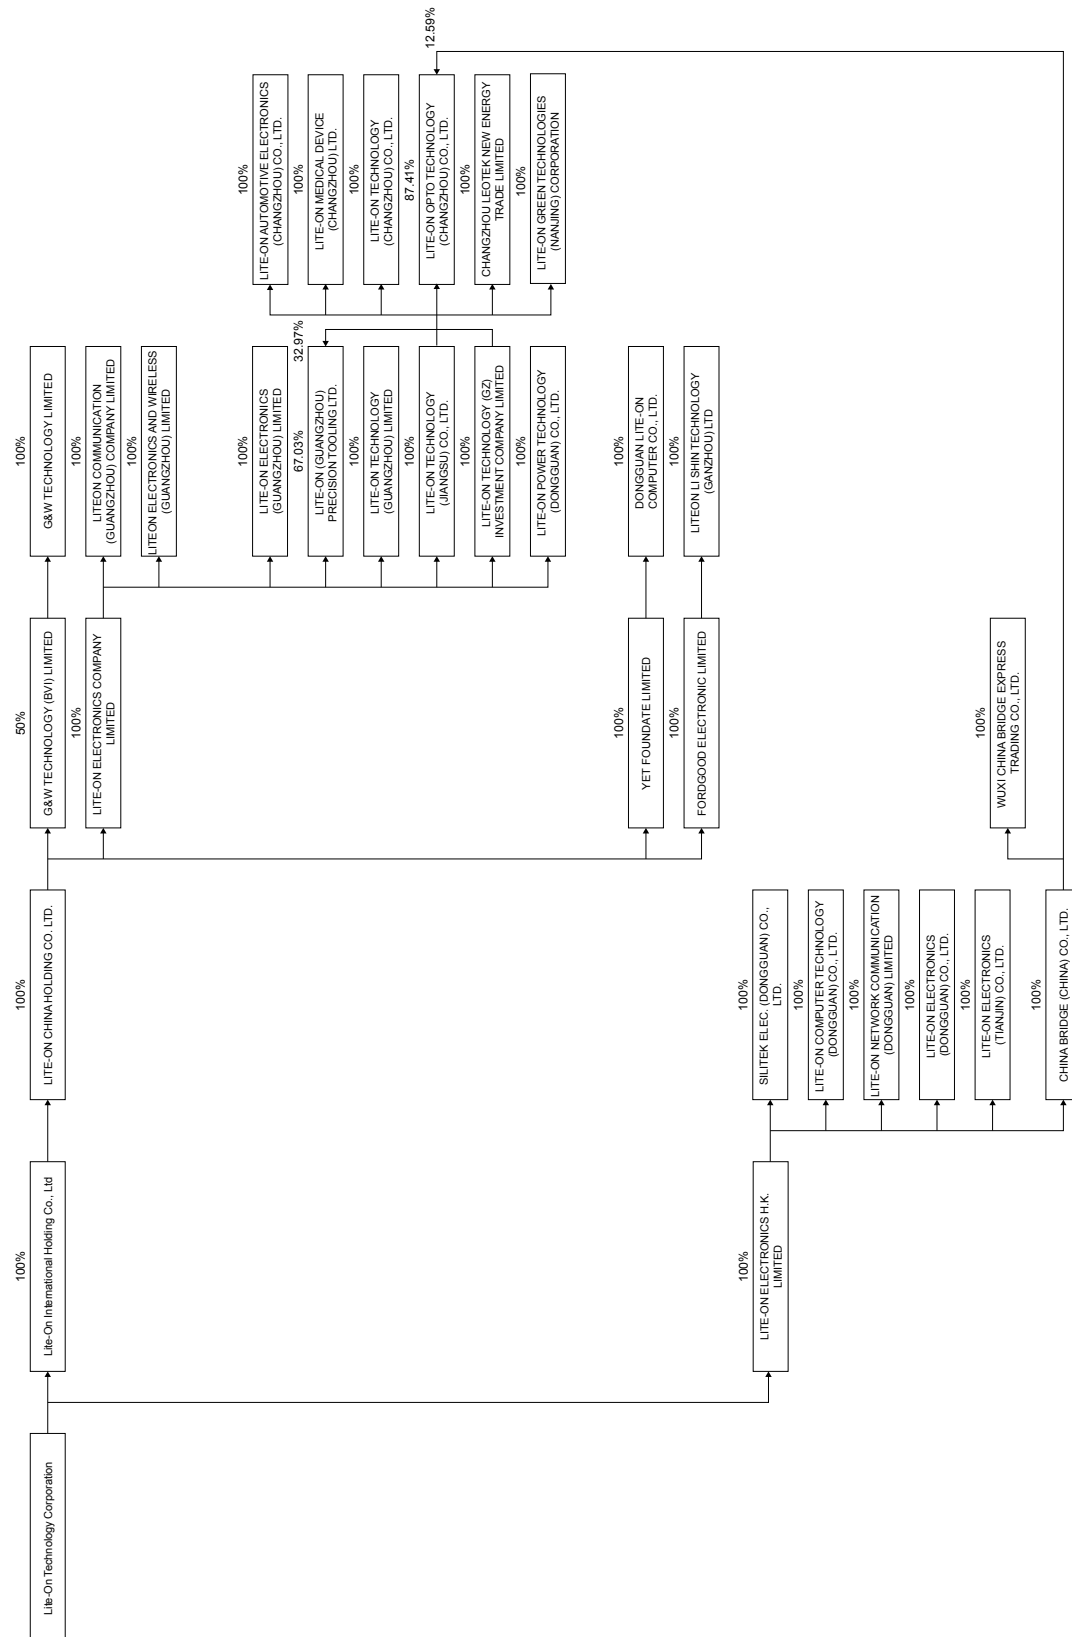 Lite-On Technology Corporation
100%
Lite-On International Holding Co., Ltd
100%
LITE-ON CHINA HOLDING CO. LTD.
50%
G&W TECHNOLOGY (BVI) LIMITED
100%
G&W TECHNOLOGY LIMITED
100%
LITE-ON ELECTRONICS COMPANY
LIMITED
100%
LITEON COMMUNICATION
(GUANGZHOU) COMPANY LIMITED
100%
LITEON ELECTRONICS AND WIRELESS
(GUANGZHOU) LIMITED
100%
LITE-ON ELECTRONICS
(GUANGZHOU) LIMITED
67.03%
32.97%
LITE-ON (GUANGZHOU)
PRECISION TOOLING LTD.
100%
LITE-ON TECHNOLOGY
(GUANGZHOU) LIMITED
100%
LITE-ON TECHNOLOGY
(JIANGSU) CO., LTD.
100%
LITE-ON TECHNOLOGY (GZ)
INVESTMENT COMPANY LIMITED
100%
LITE-ON POWER TECHNOLOGY
(DONGGUAN) CO., LTD.
100%
LITE-ON AUTOMOTIVE ELECTRONICS
(CHANGZHOU) CO., LTD.
100%
LITE-ON MEDICAL DEVICE
(CHANGZHOU) LTD.
100%
LITE-ON TECHNOLOGY
(CHANGZHOU) CO., LTD.
87.41%
12.59%
LITE-ON OPTO TECHNOLOGY
(CHANGZHOU) CO., LTD.
100%
CHANGZHOU LEOTEK NEW ENERGY
TRADE LIMITED
100%
LITE-ON GREEN TECHNOLOGIES
(NANJING) CORPORATION
100%
YET FOUNDATE LIMITED
100%
DONGGUAN LITE-ON
COMPUTER CO., LTD.
100%
FORDGOOD ELECTRONIC LIMITED
100%
LITEON LI SHIN TECHNOLOGY
(GANZHOU) LTD
100%
LITE-ON ELECTRONICS H.K.
LIMITED
100%
SILITEK ELEC. (DONGGUAN) CO.,
LTD.
100%
LITE-ON COMPUTER TECHNOLOGY
(DONGGUAN) CO., LTD.
100%
LITE-ON NETWORK COMMUNICATION
(DONGGUAN) LIMITED
100%
LITE-ON ELECTRONICS
(DONGGUAN) CO., LTD.
100%
LITE-ON ELECTRONICS
(TIANJIN) CO., LTD.
100%
CHINA BRIDGE (CHINA) CO., LTD.
100%
WUXI CHINA BRIDGE EXPRESS
TRADING CO., LTD.